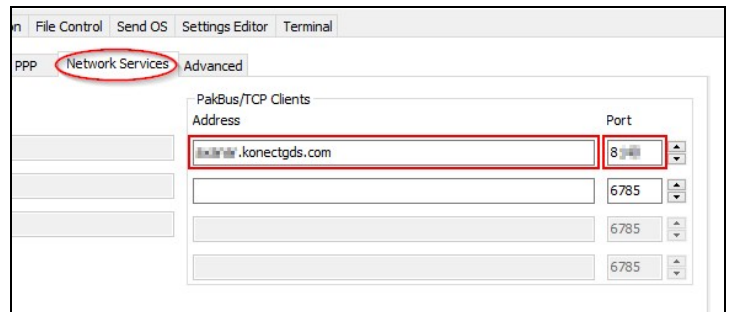 n File Control Send OS Settings Editor Terminal
PPP Network Services Advanced
PakBus/TCP Clients
Address Port
.konectgds.com 8
6785
6785
6785